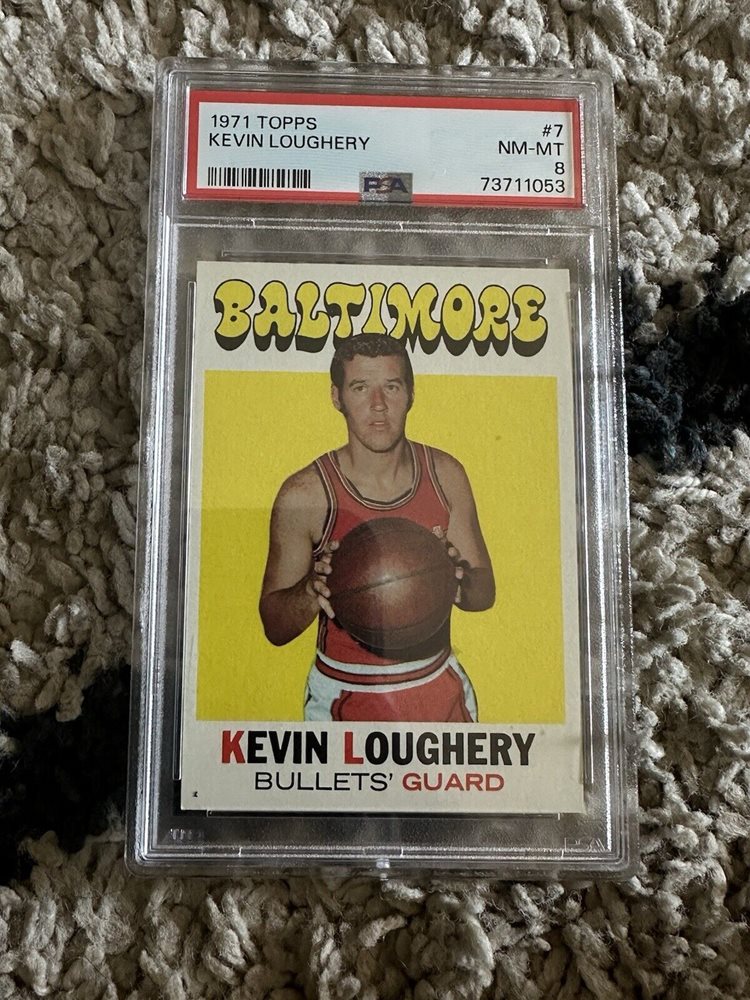 1971 TOPPS #7
KEVIN LOUGHERY NM-MT
8
PSA 73711053
BALTIMORE
KEVIN LOUGHERY
BULLETS' GUARD